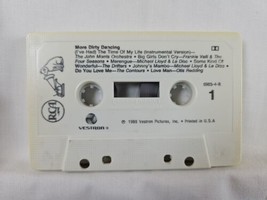 More Dirty Dancing
(I've Had) The Time Of My Life (Instrumental Version)—
The John Morris Orchestra • Big Girls Don't Cry—Frankie Valli & The
Four Seasons • Merengue—Michael Lloyd & Le Disc • Some Kind Of
Wonderful—The Drifters • Johnny's Mambo—Michael Lloyd & Le Disc •
Do You Love Me—The Contours • Love Man—Otis Redding
1
RCA
VESTRON
1988 Vestron Pictures, Inc. • Printed in U.S.A.